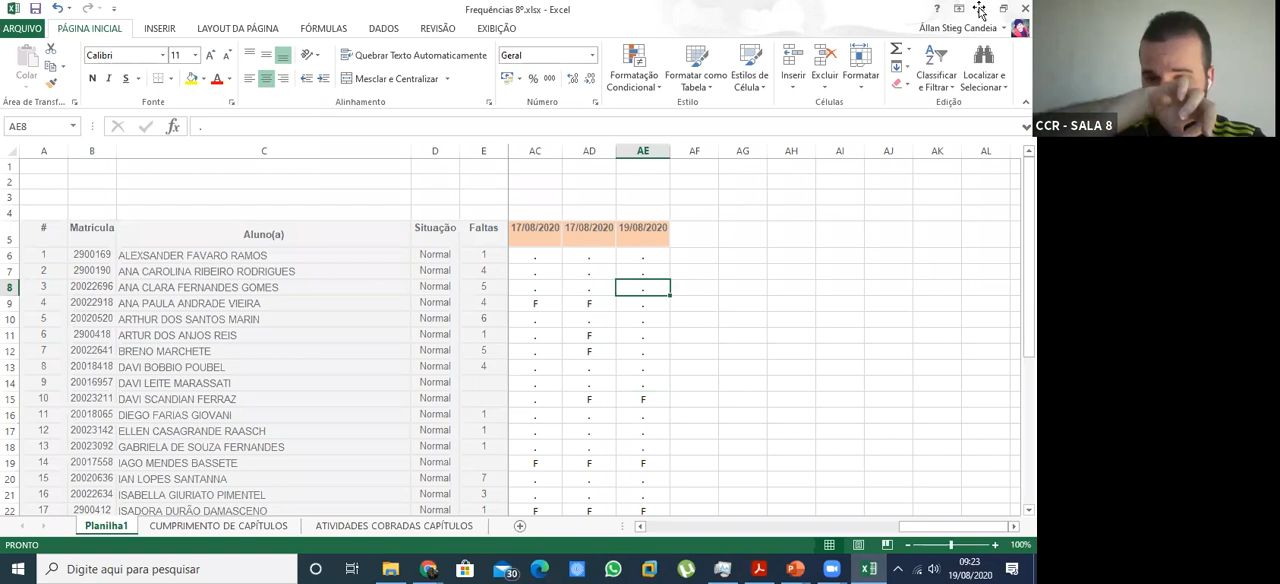 Frequências 8º.xlsx - Excel
ARQUIVO PÁGINA INICIAL INSERIR LAYOUT DA PÁGINA FÓRMULAS DADOS REVISÃO EXIBIÇÃO Állan Stieg Candeia
Colar
Calibri 11
N I S
Quebrar Texto Automaticamente
Mesclar e Centralizar
Geral
% 000
Formatação Condicional
Formatar como Tabela
Estilos de Célula
Inserir Excluir Formatar
Classificar e Filtrar
Localizar e Selecionar
Área de Transf... Fonte Alinhamento Número Estilo Células Edição
AE8 .
A B C D E AC AD AE AF AG AH AI AJ AK AL
1
2
3
4
5 # Matrícula Aluno(a) Situação Faltas 17/08/2020 17/08/2020 19/08/2020
6 1 2900169 ALEXSANDER FAVARO RAMOS Normal 1 . . .
7 2 2900190 ANA CAROLINA RIBEIRO RODRIGUES Normal 4 . . .
8 3 20022696 ANA CLARA FERNANDES GOMES Normal 5 . . .
9 4 20022918 ANA PAULA ANDRADE VIEIRA Normal 4 F F .
10 5 20020520 ARTHUR DOS SANTOS MARIN Normal 6 . . .
11 6 2900418 ARTUR DOS ANJOS REIS Normal 1 . F .
12 7 20022641 BRENO MARCHETE Normal 5 . F .
13 8 20018418 DAVI BOBBIO POUBEL Normal 4 . . .
14 9 20016957 DAVI LEITE MARASSATI Normal . . .
15 10 20023211 DAVI SCANDIAN FERRAZ Normal . F F
16 11 20018065 DIEGO FARIAS GIOVANI Normal 1 . . .
17 12 20023142 ELLEN CASAGRANDE RAASCH Normal 1 . . .
18 13 20023092 GABRIELA DE SOUZA FERNANDES Normal 1 . . .
19 14 20017558 IAGO MENDES BASSETE Normal F F F
20 15 20020636 IAN LOPES SANTANNA Normal 7 . . .
21 16 20022634 ISABELLA GIURIATO PIMENTEL Normal 3 . . .
22 17 2900412 ISADORA DURÃO DAMASCENO Normal 1 F F F
Planilha1 CUMPRIMENTO DE CAPÍTULOS ATIVIDADES COBRADAS CAPÍTULOS
PRONTO 100%
Digite aqui para pesquisar
30
09:23
19/08/2020
CCR - SALA 8